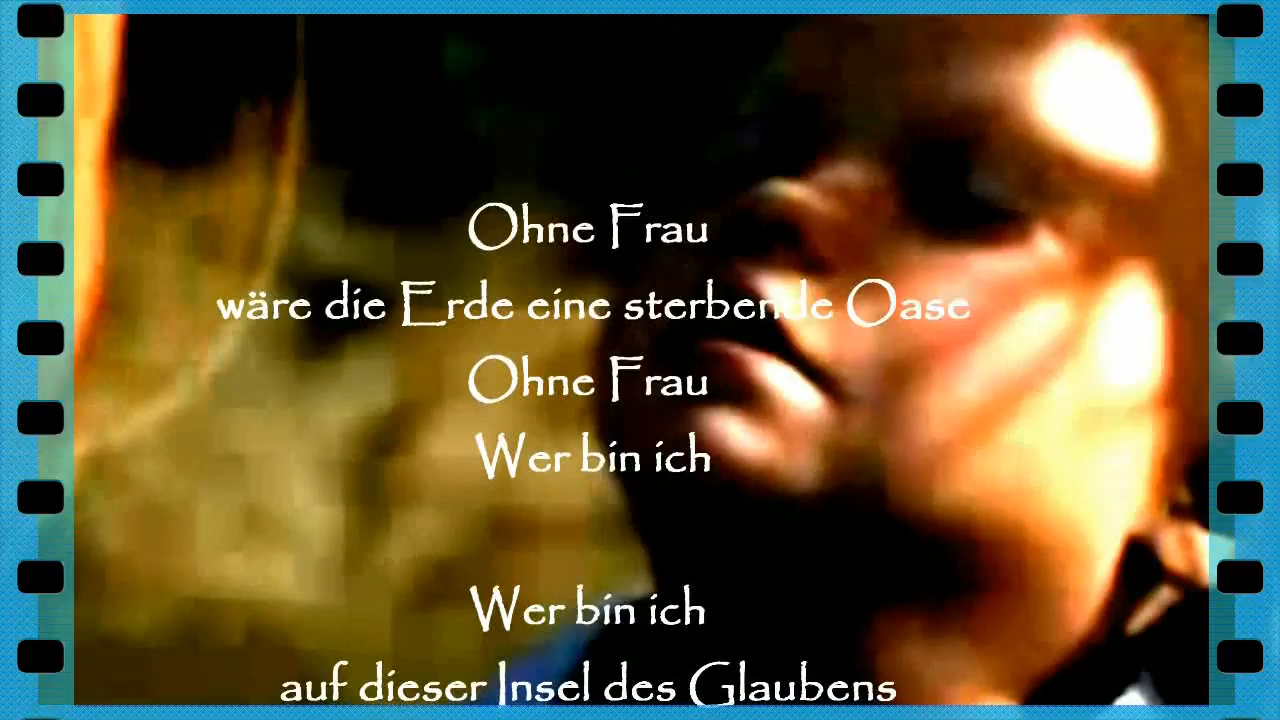 Ohne Frau
wäre die Erde eine sterbende Oase
Ohne Frau
Wer bin ich
Wer bin ich
auf dieser Insel des Glaubens